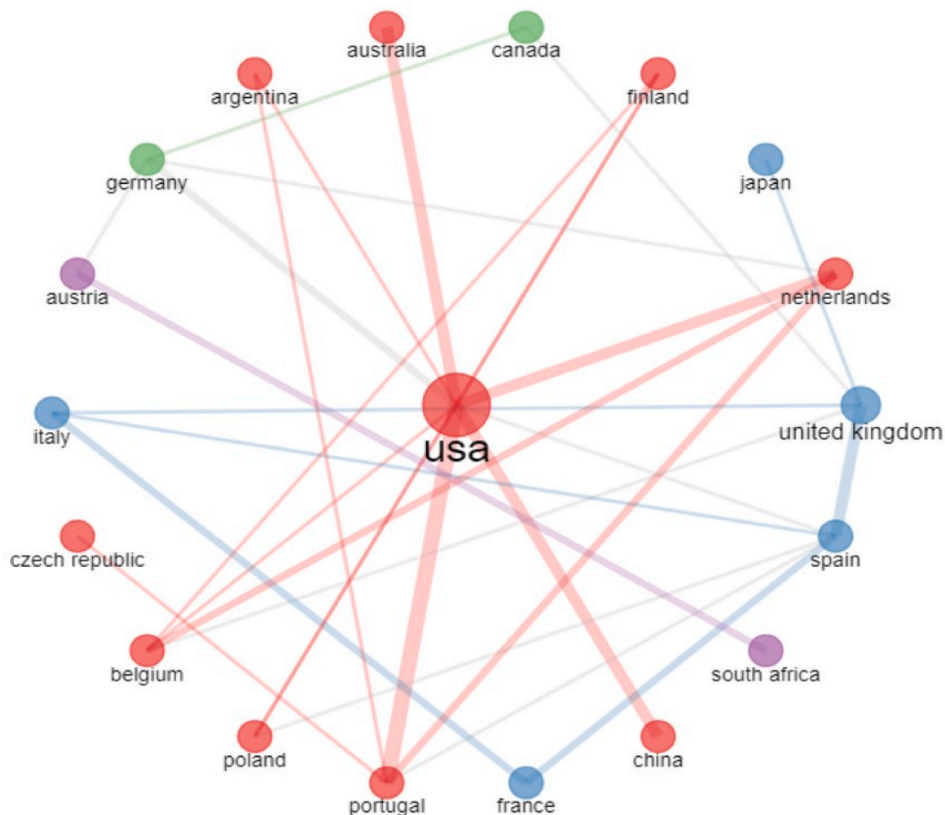 australia
canada
argentina
finland
germany
japan
austria
netherlands
italy
united kingdom
usa
czech republic
spain
belgium
south africa
poland
china
portugal
france